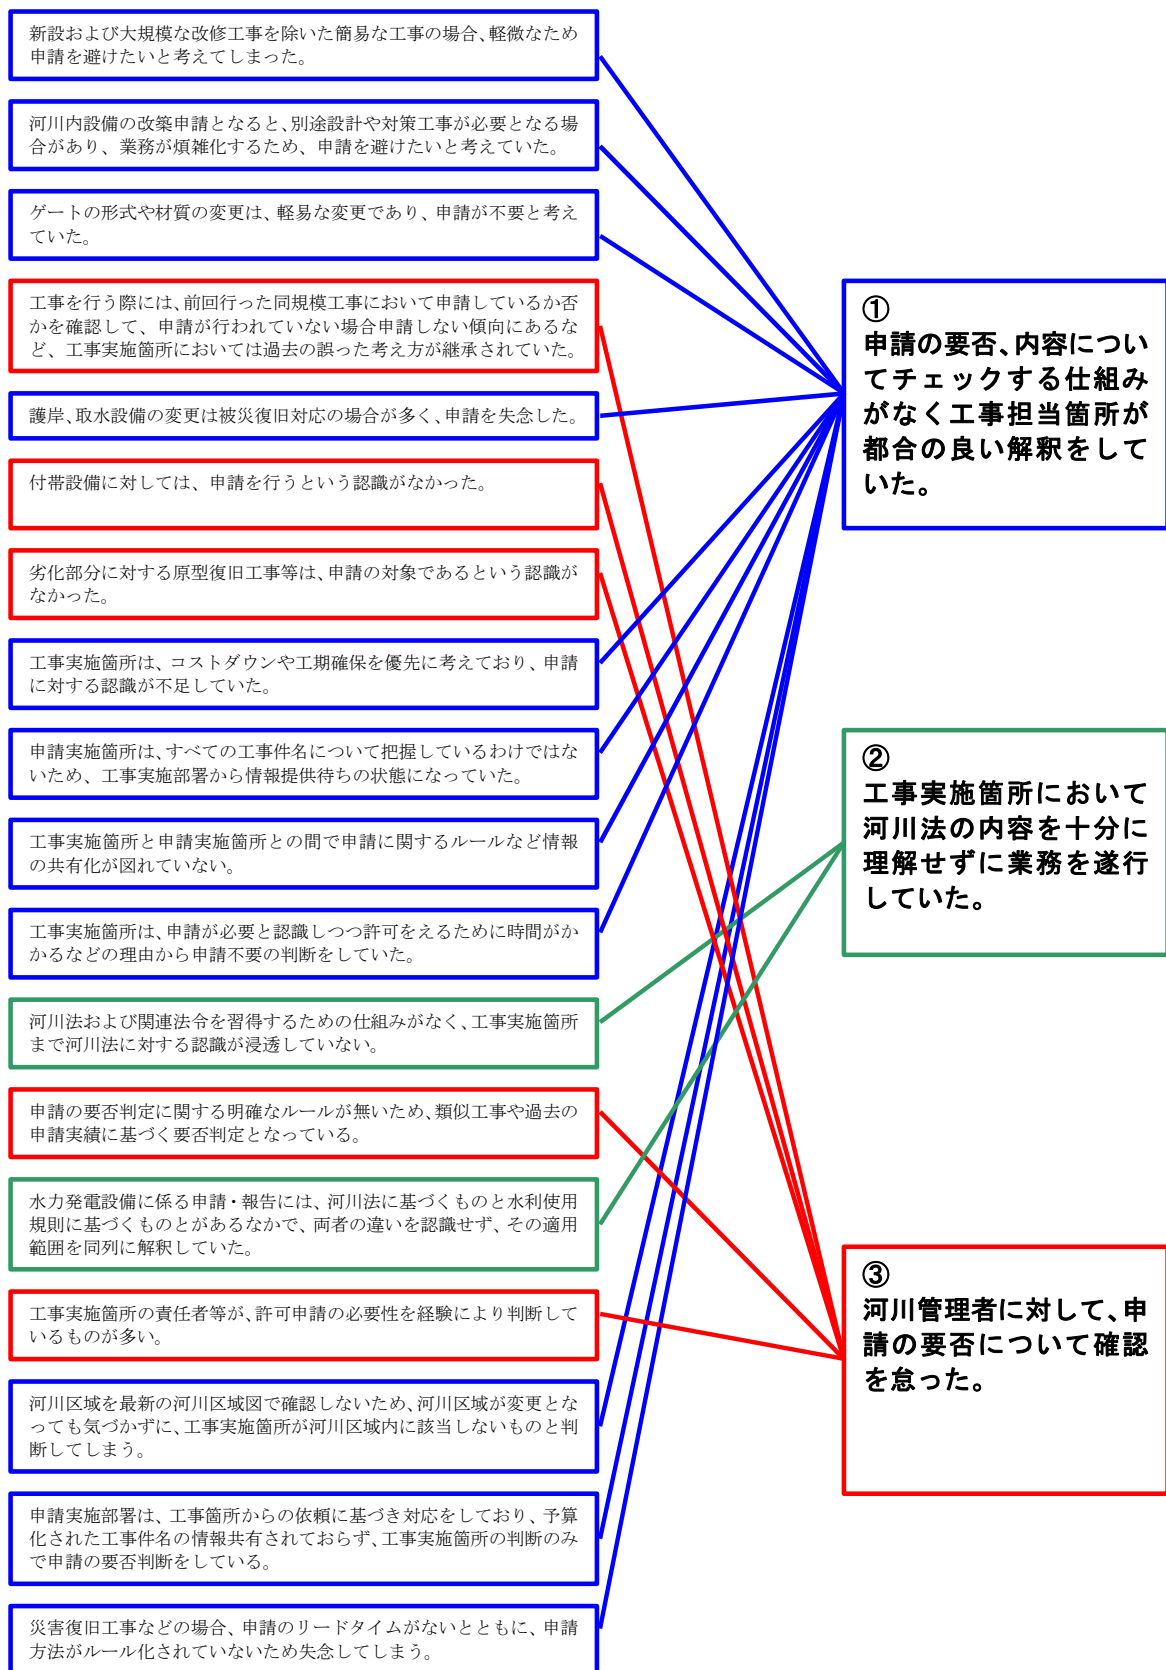 新設および大規模な改修工事を除いた簡易な工事の場合、軽微なため
申請を避けたいと考えてしまった。
河川内設備の改築申請となると、別途設計や対策工事が必要となる場
合があり、業務が煩雑化するため、申請を避けたいと考えていた。
ゲートの形式や材質の変更は、軽易な変更であり、申請が不要と考え
ていた。
工事を行う際には、前回行った同規模工事において申請しているか否
かを確認して、申請が行われていない場合申請しない傾向にあるな
ど、工事実施箇所においては過去の誤った考え方が継承されていた。
護岸、取水設備の変更は被災復旧対応の場合が多く、申請を失念した。
付帯設備に対しては、申請を行うという認識がなかった。
劣化部分に対する原型復旧工事等は、申請の対象であるという認識が
なかった。
工事実施箇所は、コストダウンや工期確保を優先に考えており、申請
に対する認識が不足していた。
申請実施箇所は、すべての工事件名について把握しているわけではな
いため、工事実施部署から情報提供待ちの状態になっていた。
工事実施箇所と申請実施箇所との間で申請に関するルールなど情報
の共有化が図れていない。
工事実施箇所は、申請が必要と認識しつつ許可をえるために時間がか
かるなどの理由から申請不要の判断をしていた。
河川法および関連法令を習得するための仕組みがなく、工事実施箇所
まで河川法に対する認識が浸透していない。
申請の要否判定に関する明確なルールが無いため、類似工事や過去の
申請実績に基づく要否判定となっている。
水力発電設備に係る申請・報告には、河川法に基づくものと水利使用
規則に基づくものとがあるなかで、両者の違いを認識せず、その適用
範囲を同列に解釈していた。
工事実施箇所の責任者等が、許可申請の必要性を経験により判断して
いるものが多い。
河川区域を最新の河川区域図で確認しないため、河川区域が変更とな
っても気づかずに、工事実施箇所が河川区域内に該当しないものと判
断してしまう。
申請実施部署は、工事箇所からの依頼に基づき対応をしており、予算
化された工事件名の情報共有されておらず、工事実施箇所の判断のみ
で申請の要否判断をしている。
災害復旧工事などの場合、申請のリードタイムがないとともに、申請
方法がルール化されていないため失念してしまう。
①
申請の要否、内容につい
てチェックする仕組み
がなく工事担当箇所が
都合の良い解釈をして
いた。
②
工事実施箇所において
河川法の内容を十分に
理解せずに業務を遂行
していた。
③
河川管理者に対して、申
請の要否について確認
を怠った。